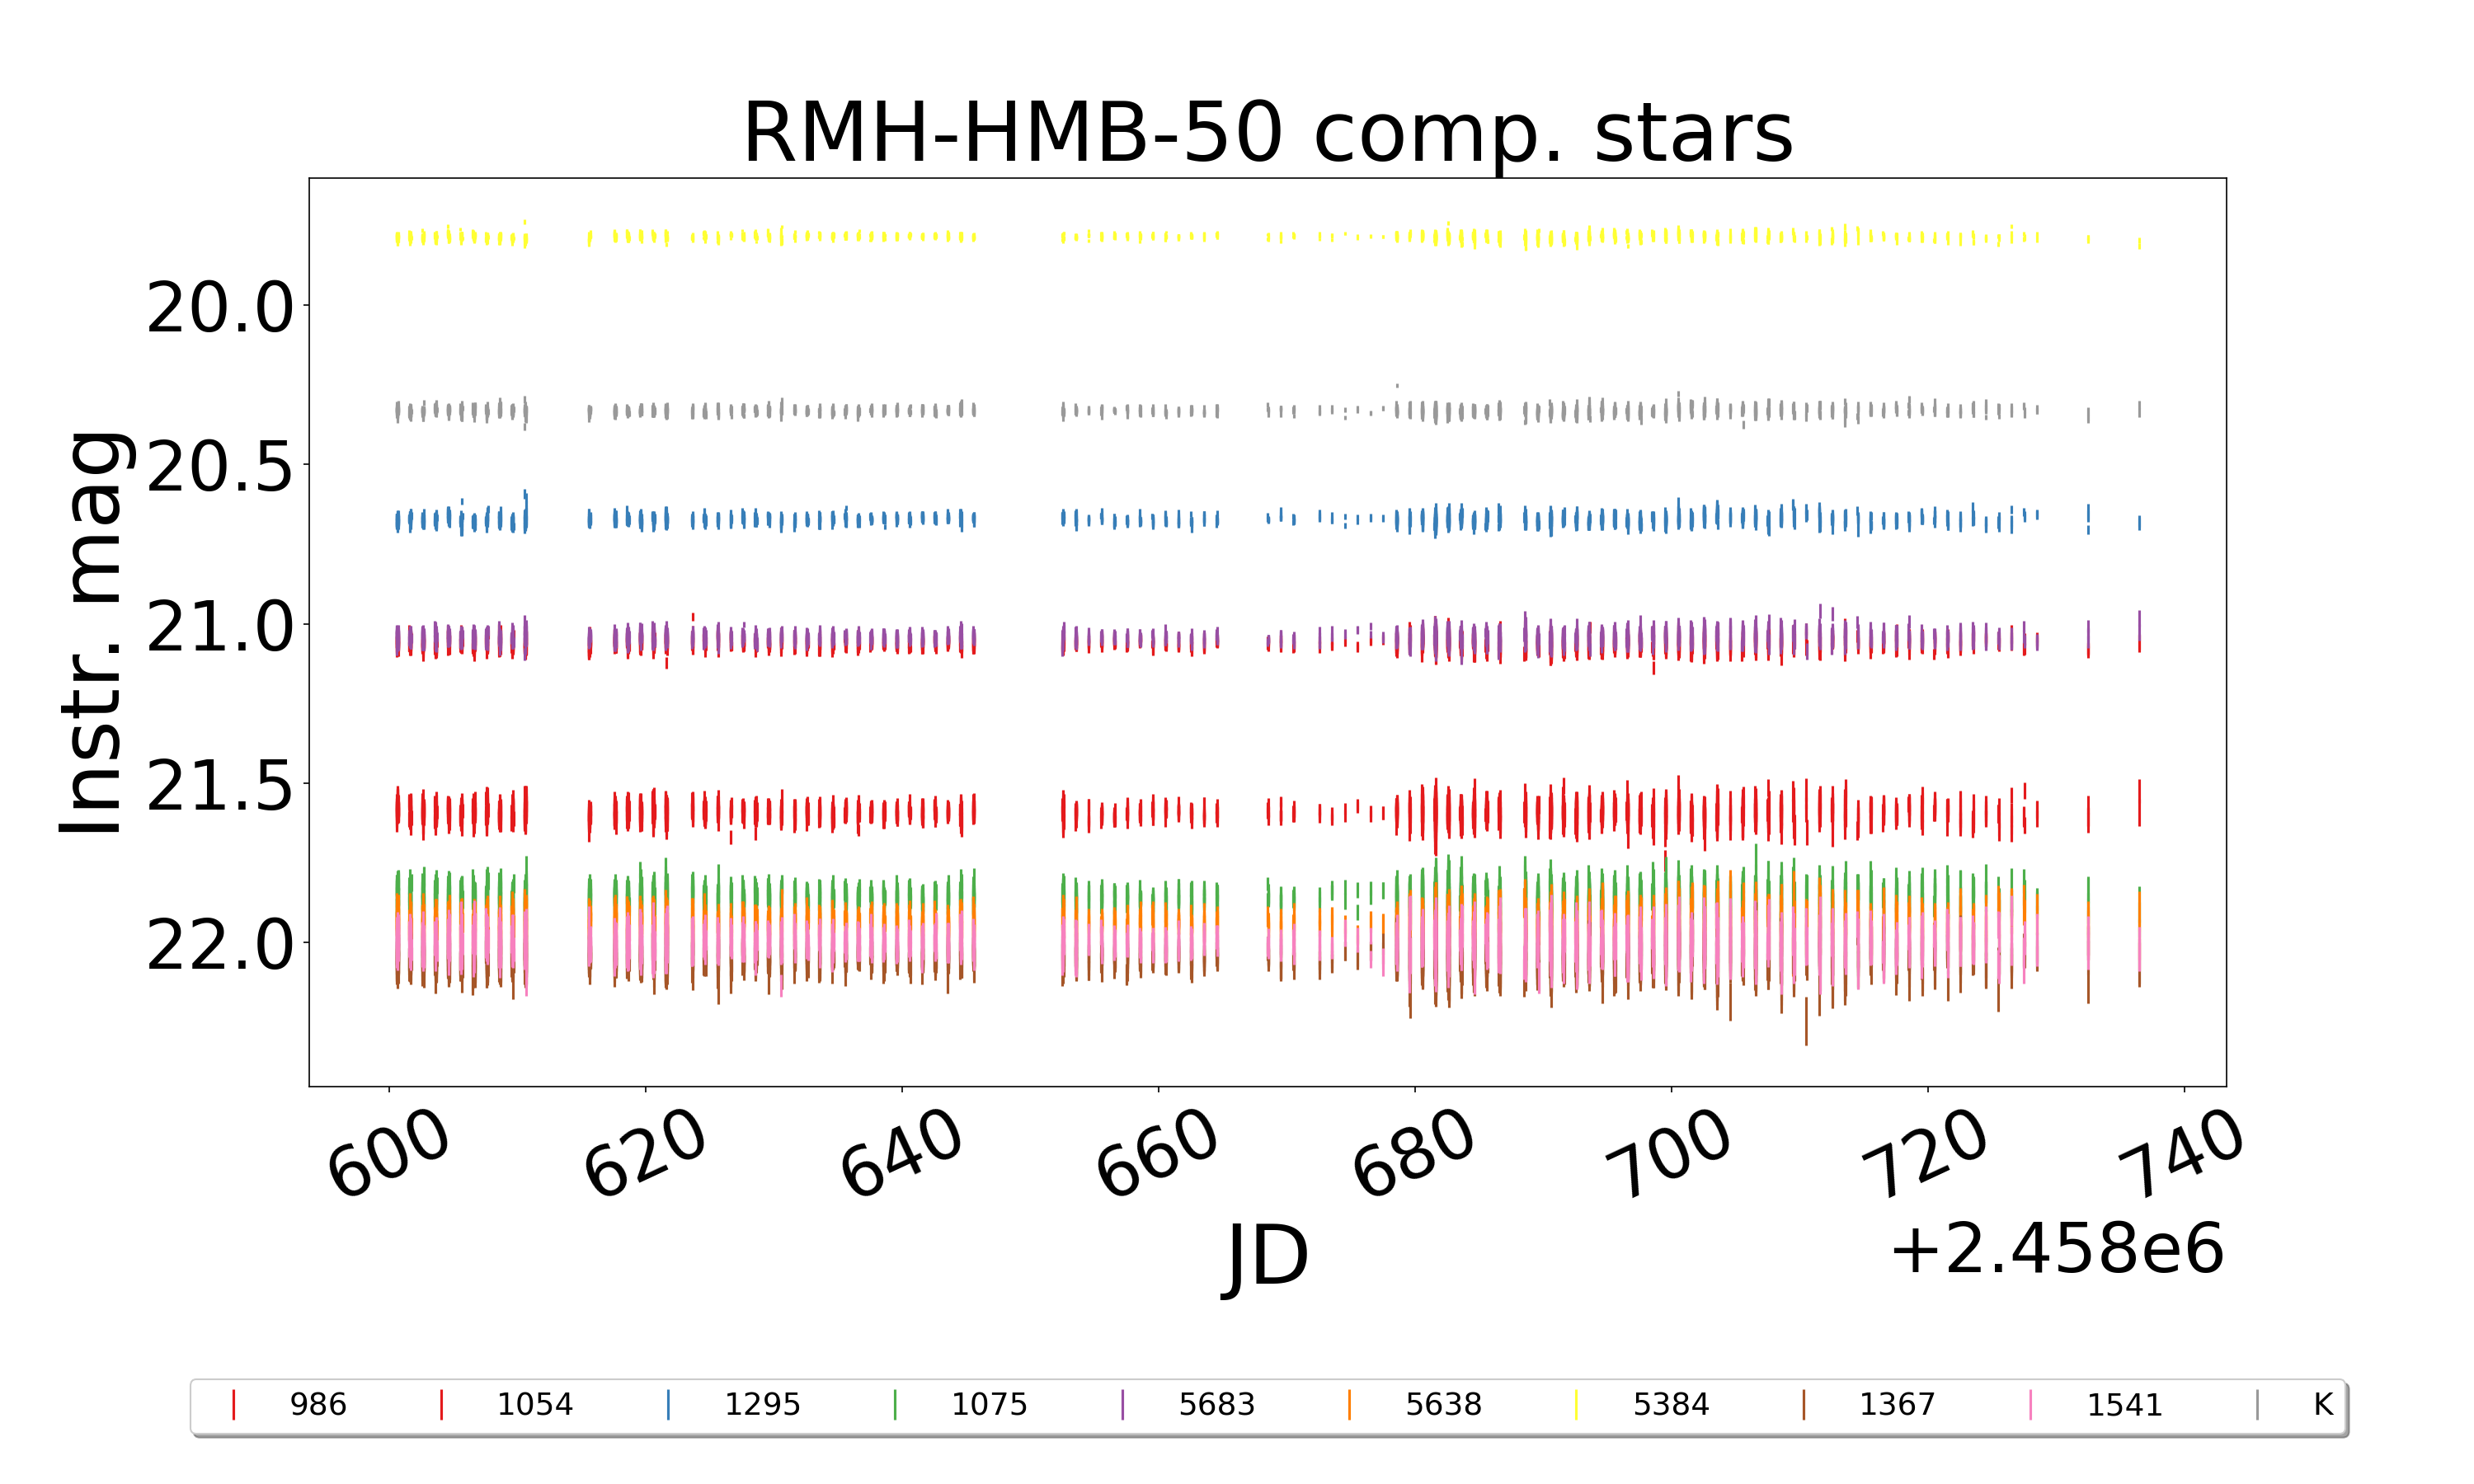 RMH-HMB-50 comp. stars
Instr. mag
20.0
20.5
21.0
21.5
22.0
600 620 640 660 680 700 720 740
JD
+2.458e6
986 1054 1295 1075 5683 5638 5384 1367 1541 K